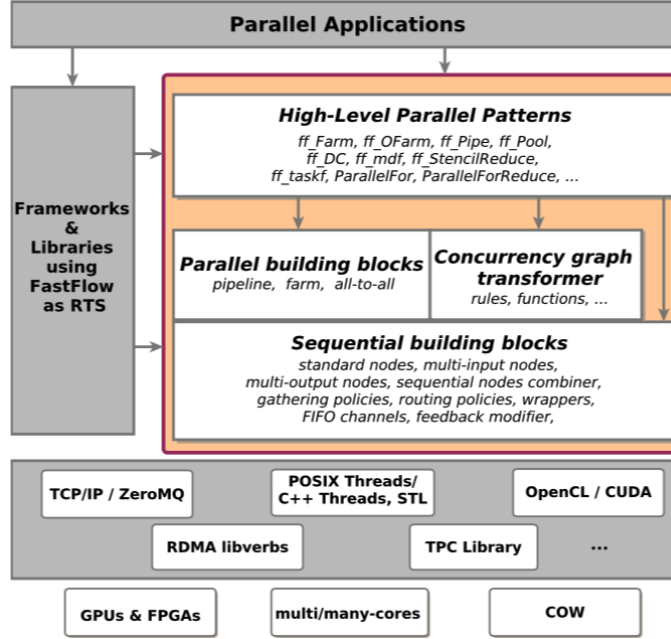 Parallel Applications
Frameworks
&
Libraries
using
FastFlow
as RTS
High-Level Parallel Patterns
ff_Farm, ff_OFarm, ff_Pipe, ff_Pool,
ff_DC, ff_mdf, ff_StencilReduce,
ff_taskf, ParallelFor, ParallelForReduce, ...
Parallel building blocks
pipeline, farm, all-to-all
Concurrency graph
transformer
rules, functions, ...
Sequential building blocks
standard nodes, multi-input nodes,
multi-output nodes, sequential nodes combiner,
gathering policies, routing policies, wrappers,
FIFO channels, feedback modifier,
TCP/IP / ZeroMQ
POSIX Threads/
C++ Threads, STL
OpenCL / CUDA
RDMA libverbs
TPC Library
...
GPUs & FPGAs
multi/many-cores
COW